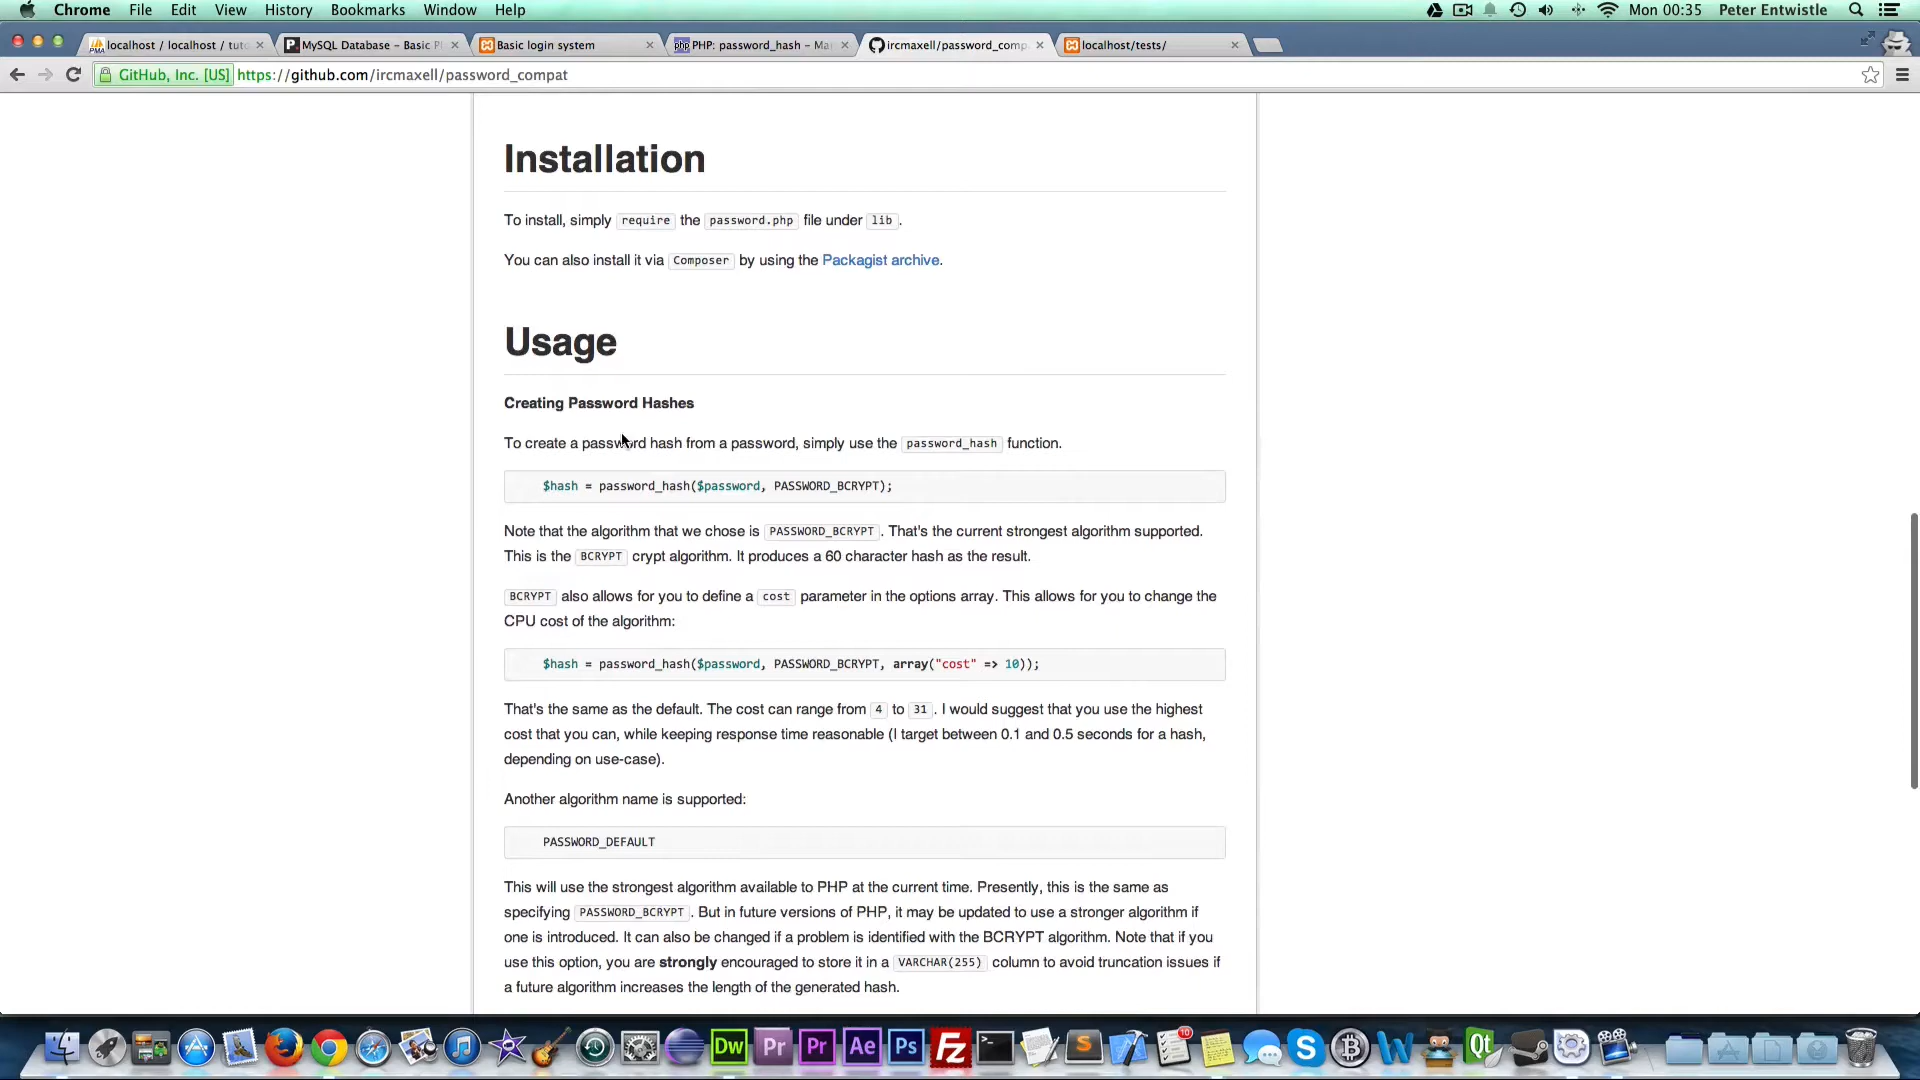 Chrome File Edit View History Bookmarks Window Help Mon 00:35 Peter Entwistle
localhost / localhost / tuto MySQL Database – Basic P Basic login system PHP: password_hash – Ma ircmaxell/password_comp localhost/tests/
GitHub, Inc. [US] https://github.com/ircmaxell/password_compat
Installation
To install, simply require the password.php file under lib .
You can also install it via Composer by using the Packagist archive.
Usage
Creating Password Hashes
To create a password hash from a password, simply use the password_hash function.
$hash = password_hash($password, PASSWORD_BCRYPT);
Note that the algorithm that we chose is PASSWORD_BCRYPT . That's the current strongest algorithm supported.
This is the BCRYPT crypt algorithm. It produces a 60 character hash as the result.
BCRYPT also allows for you to define a cost parameter in the options array. This allows for you to change the
CPU cost of the algorithm:
$hash = password_hash($password, PASSWORD_BCRYPT, array("cost" => 10));
That's the same as the default. The cost can range from 4 to 31 . I would suggest that you use the highest
cost that you can, while keeping response time reasonable (I target between 0.1 and 0.5 seconds for a hash,
depending on use-case).
Another algorithm name is supported:
PASSWORD_DEFAULT
This will use the strongest algorithm available to PHP at the current time. Presently, this is the same as
specifying PASSWORD_BCRYPT . But in future versions of PHP, it may be updated to use a stronger algorithm if
one is introduced. It can also be changed if a problem is identified with the BCRYPT algorithm. Note that if you
use this option, you are strongly encouraged to store it in a VARCHAR(255) column to avoid truncation issues if
a future algorithm increases the length of the generated hash.
Dw Pr Pr Ae Ps Fz S 10 S B W Qt